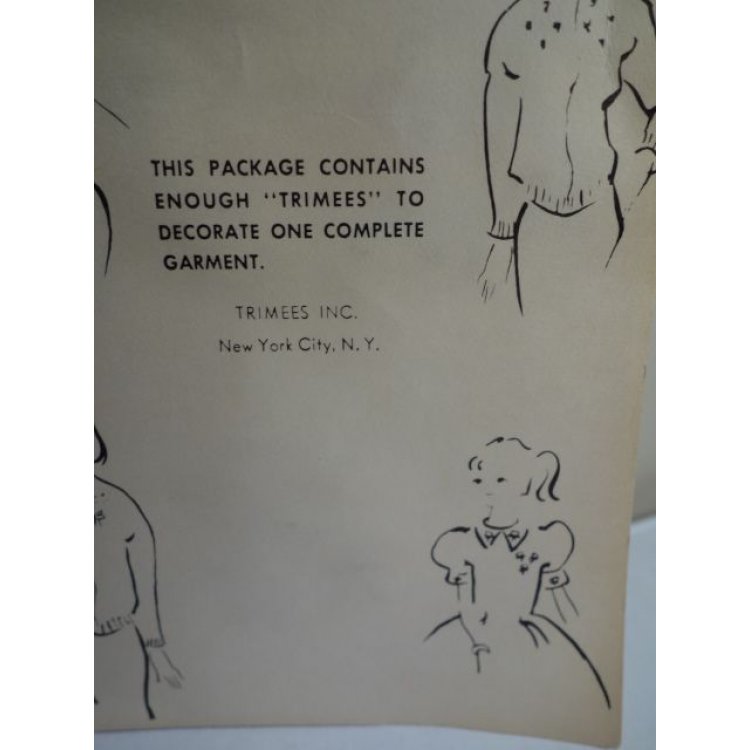 THIS PACKAGE CONTAINS
ENOUGH "TRIMEES" TO
DECORATE ONE COMPLETE
GARMENT.
TRIMEES INC.
New York City, N. Y.